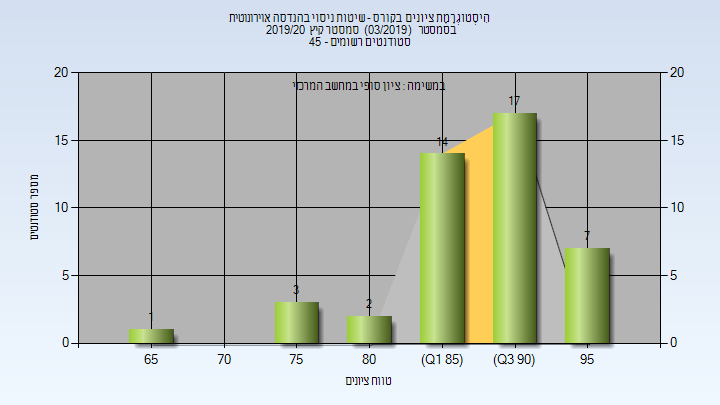 היסטוגרמת ציונים בקורס - שיטות ניסוי בהנדסה אוירונוטית
בסמסטר (03/2019) סמסטר קיץ 2019/20
סטודנטים רשומים - 45
במשימה : ציון סופי במחשב המרכזי
20 20
15 15
10 10
5 5
0 0
מספר סטודנטים
1 3 2 14 17 7
65 70 75 80 (Q1 85) (Q3 90) 95
טווח ציונים